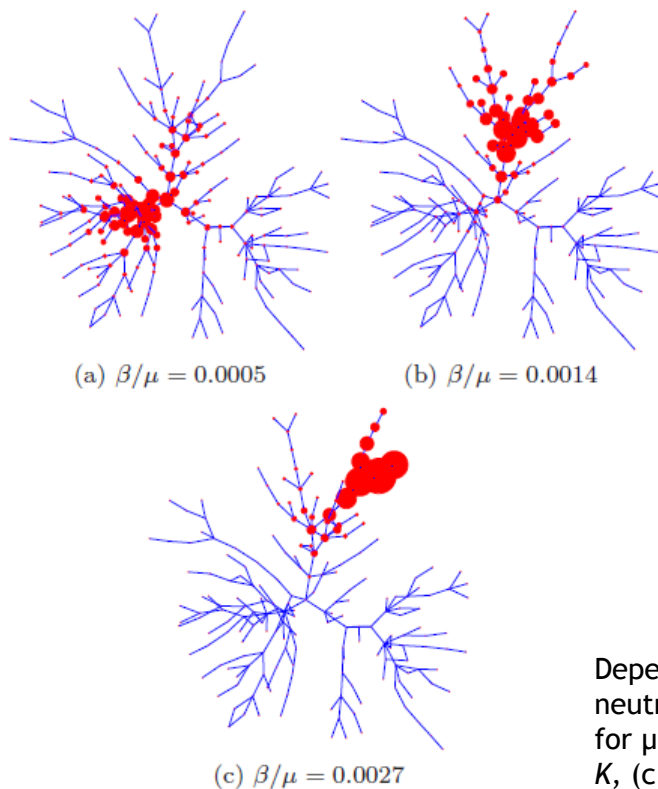 (a) β/μ = 0.0005
(b) β/μ = 0.0014
(c) β/μ = 0.0027
Depe
neutr
for μ
K, (c